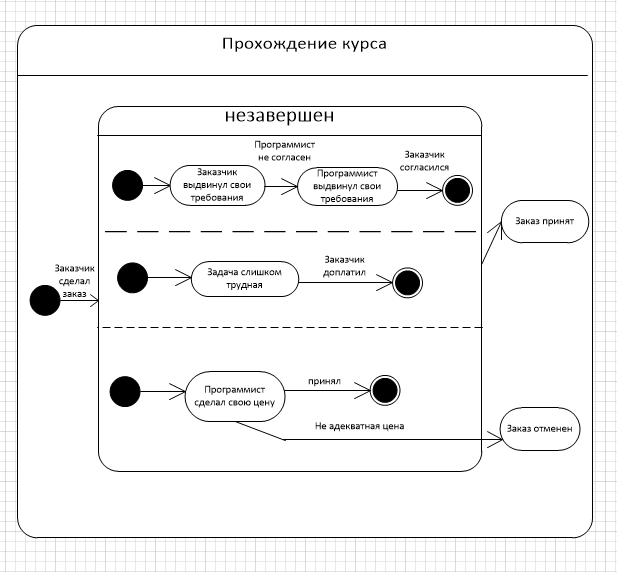 Прохождение курса
незавершен
Программист
не согласен
Заказчик
согласился
Заказчик
выдвинул свои
требования
Программист
выдвинул свои
требования
Заказ принят
Заказчик
сделал
заказ
Задача слишком
трудная
Заказчик
доплатил
Программист
сделал свою цену
принял
Не адекватная цена
Заказ отменен